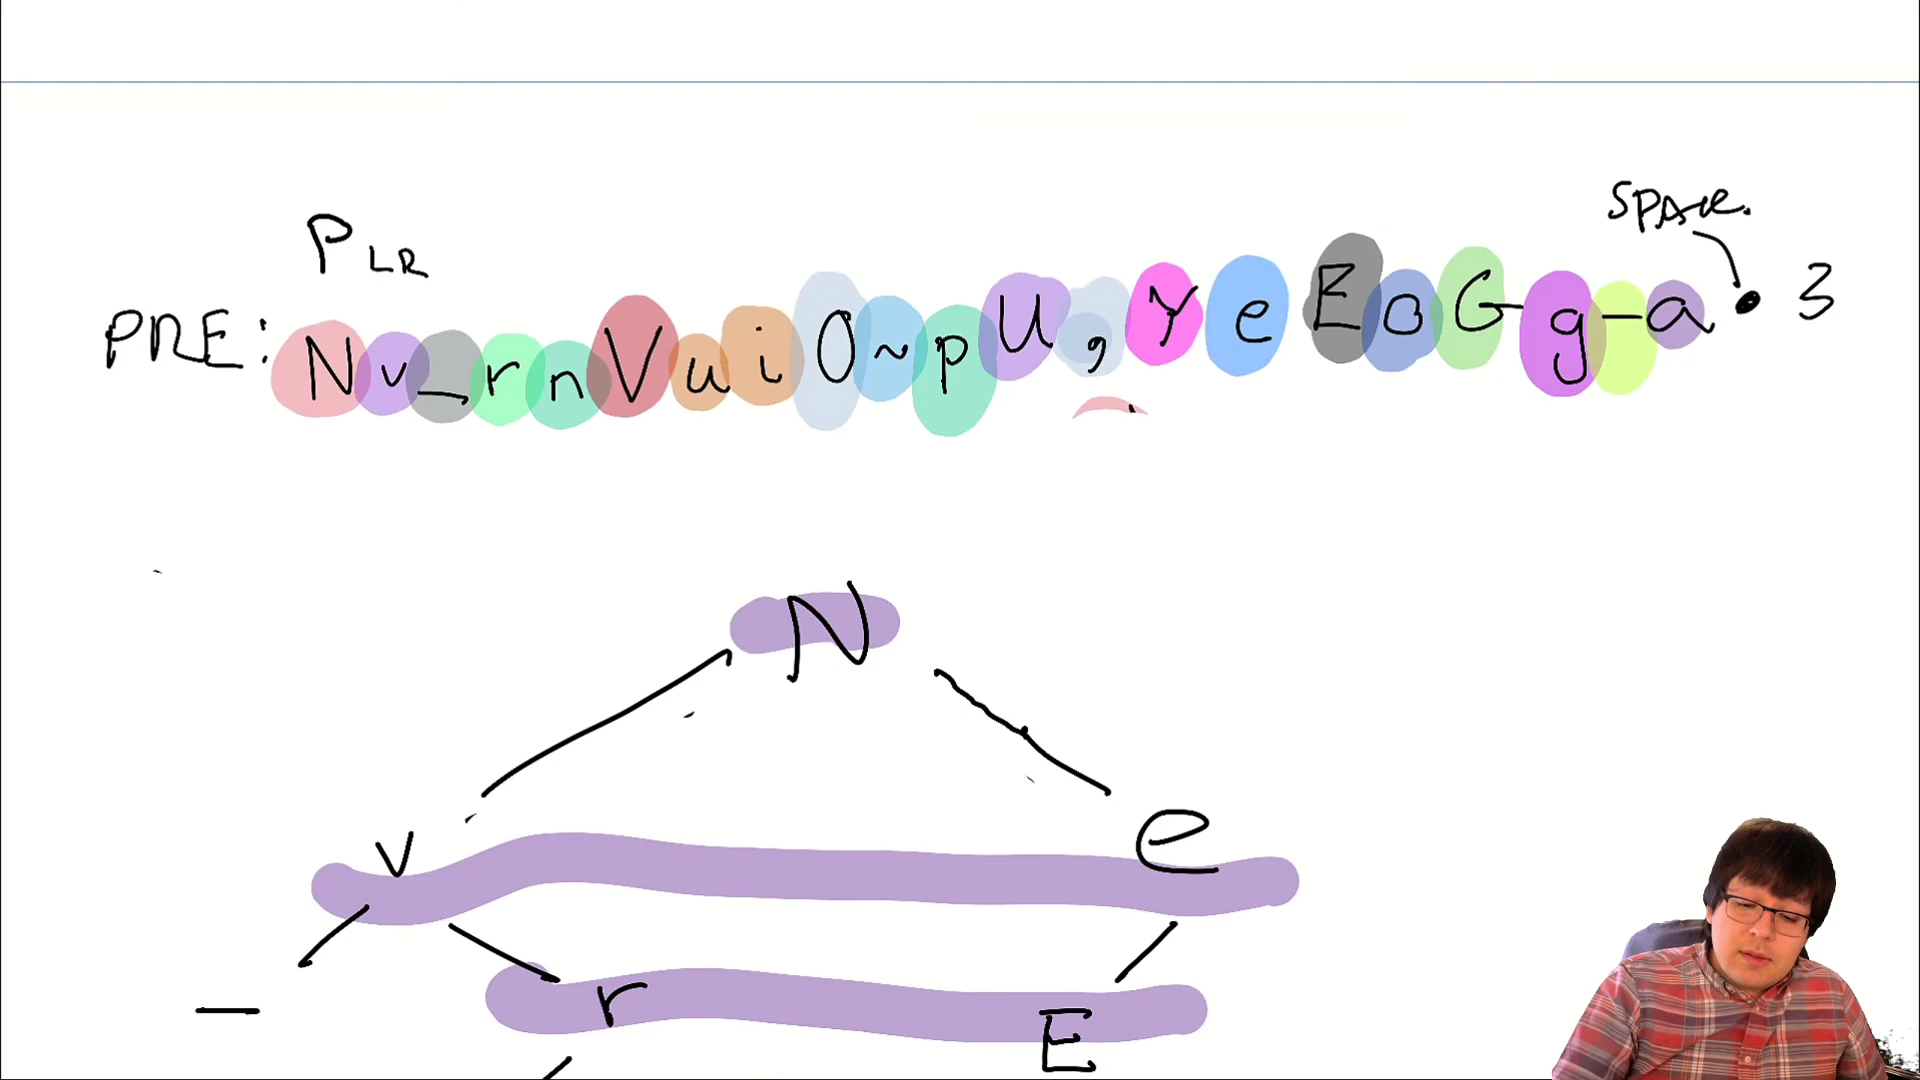 SPACE.
PLR
PRE: Nv_rnVuiO~pU,YeEoGg-a • 3
N
v e
_ r E